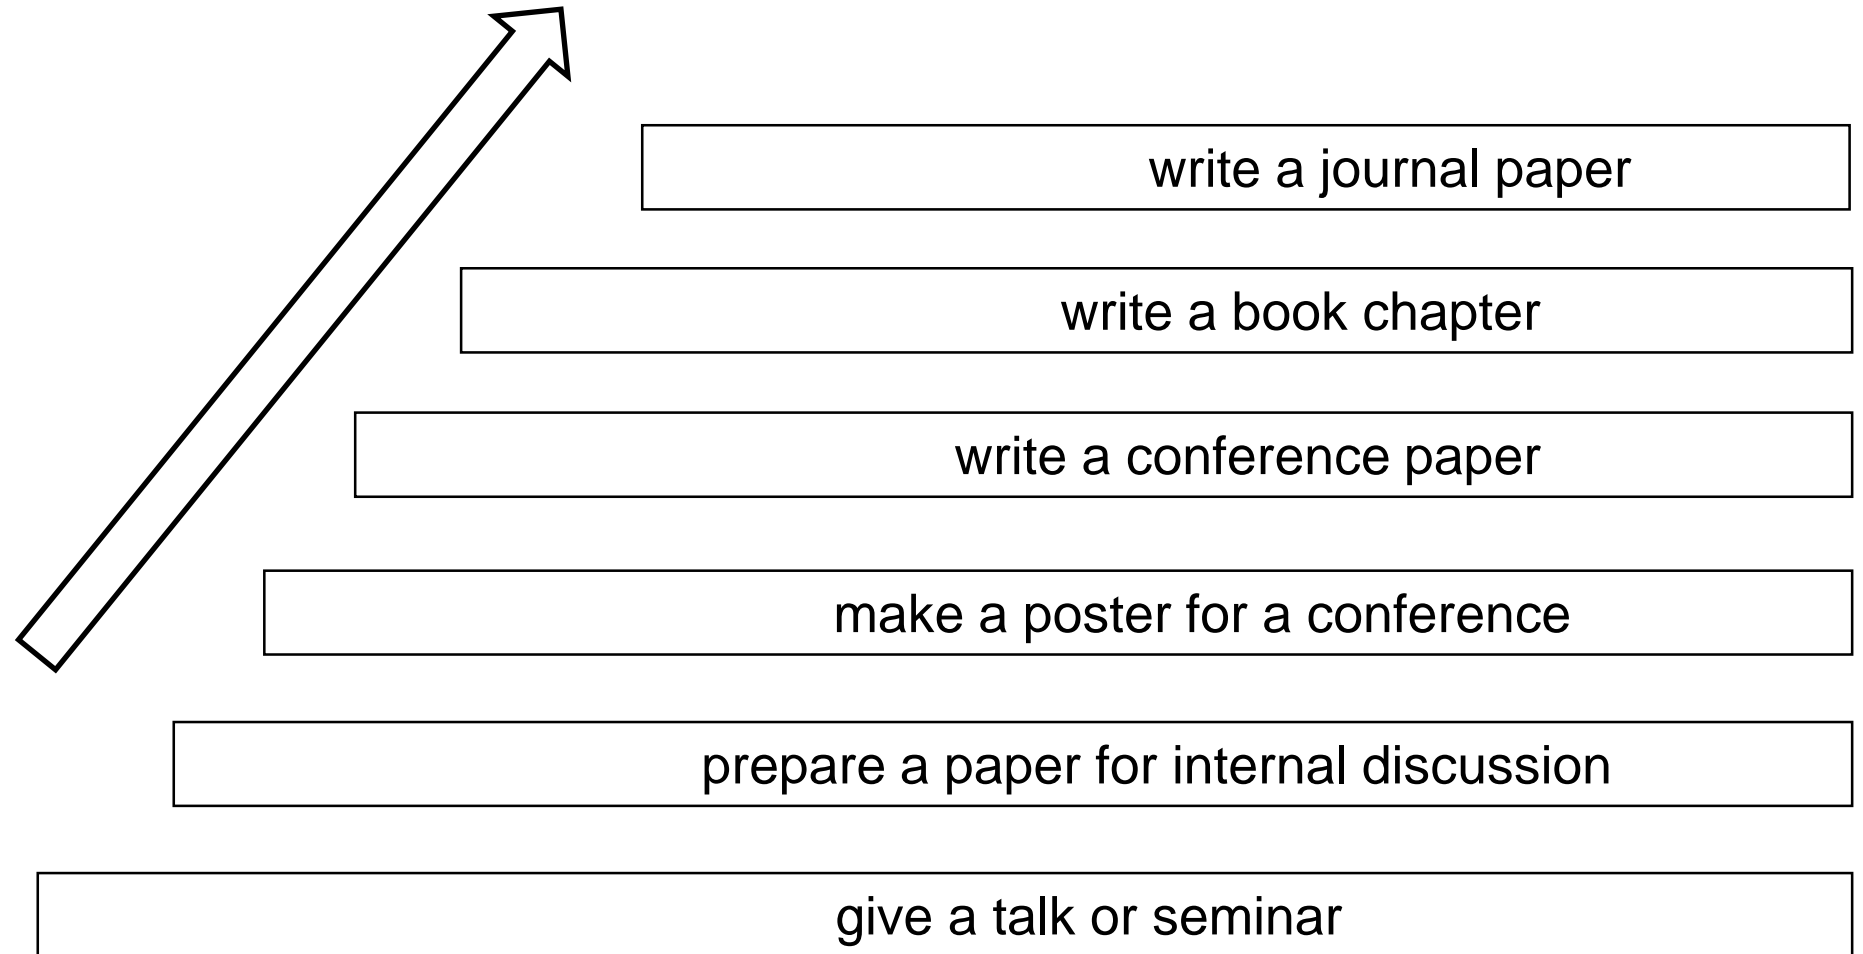 write a journal paper
write a book chapter
write a conference paper
make a poster for a conference
prepare a paper for internal discussion
give a talk or seminar